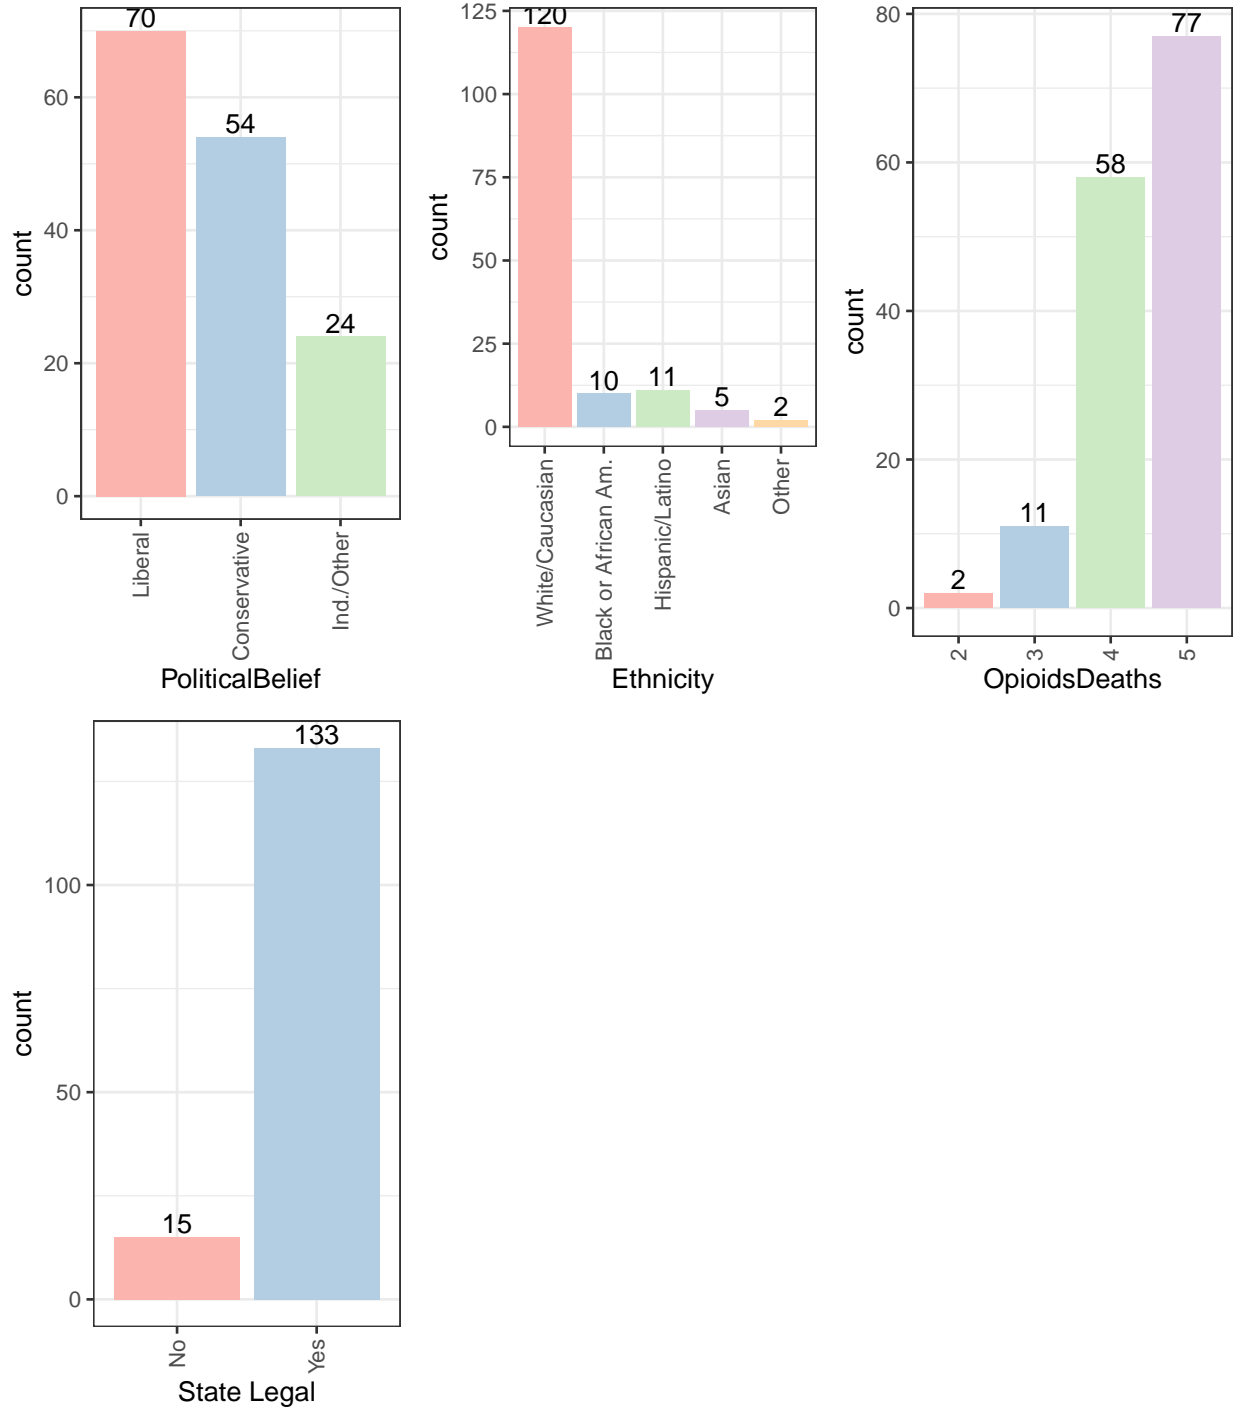 70
54
24
60
40
20
0
count
Liberal
Conservative
Ind./Other
PoliticalBelief
120
10
11
5
2
125
100
75
50
25
0
count
White/Caucasian
Black or African Am.
Hispanic/Latino
Asian
Other
Ethnicity
77
58
11
2
80
60
40
20
0
count
2
3
4
5
OpioidsDeaths
133
15
100
50
0
count
No
Yes
State Legal